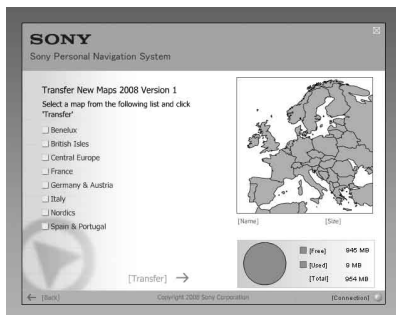 SONY
Sony Personal Navigation System
Transfer New Maps 2008 Version 1
Select a map from the following list and click
'Transfer'
Benelux
British Isles
Central Europe
France
Germany & Austria
Italy
Nordics
Spain & Portugal
[Name] [Size]
[Free] 945 MB
[Used] 9 MB
[Total] 954 MB
[Transfer]
[Back] Copyright 2008 Sony Corporation [Connection]